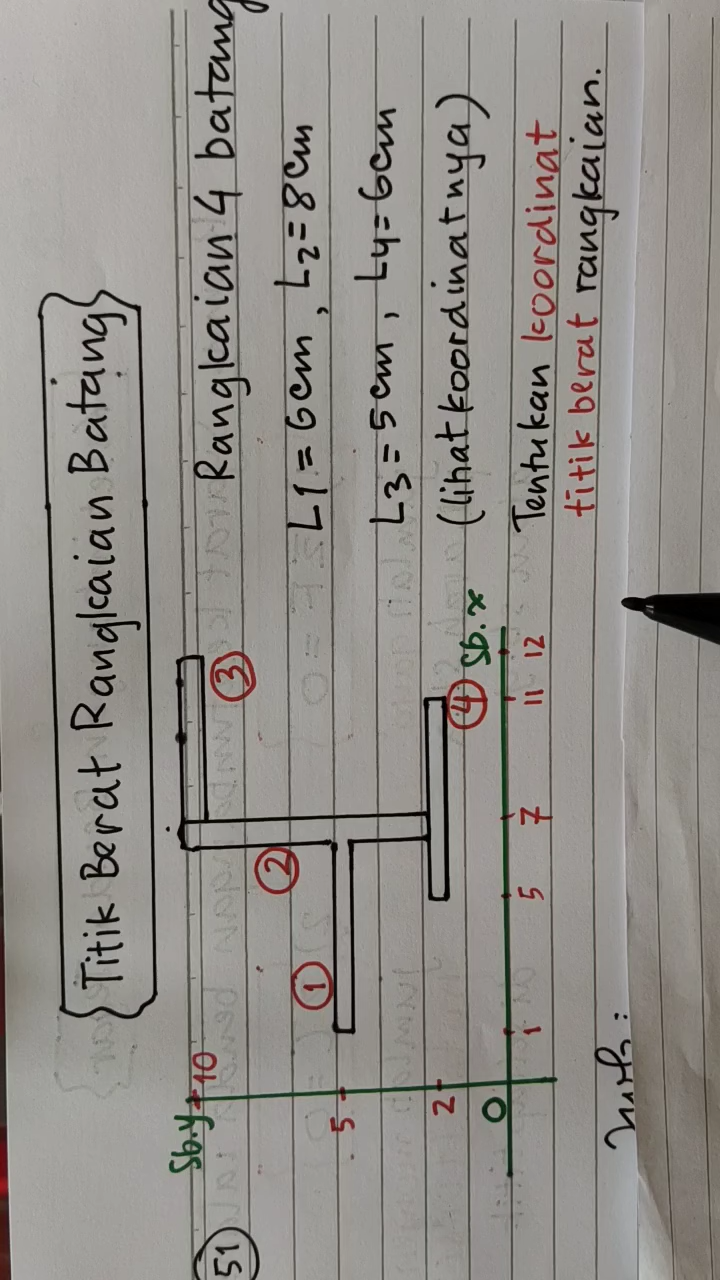 Titik Berat Rangkaian Batang
51
Sb.y
10
5
2
0
1
5
7
11
12
Sb.x
1
2
3
4
Rangkaian 4 batang
L1 = 6cm , L2 = 8cm
L3 = 5cm , L4 = 6cm
(lihat koordinatnya)
Tentukan koordinat
titik berat rangkaian.